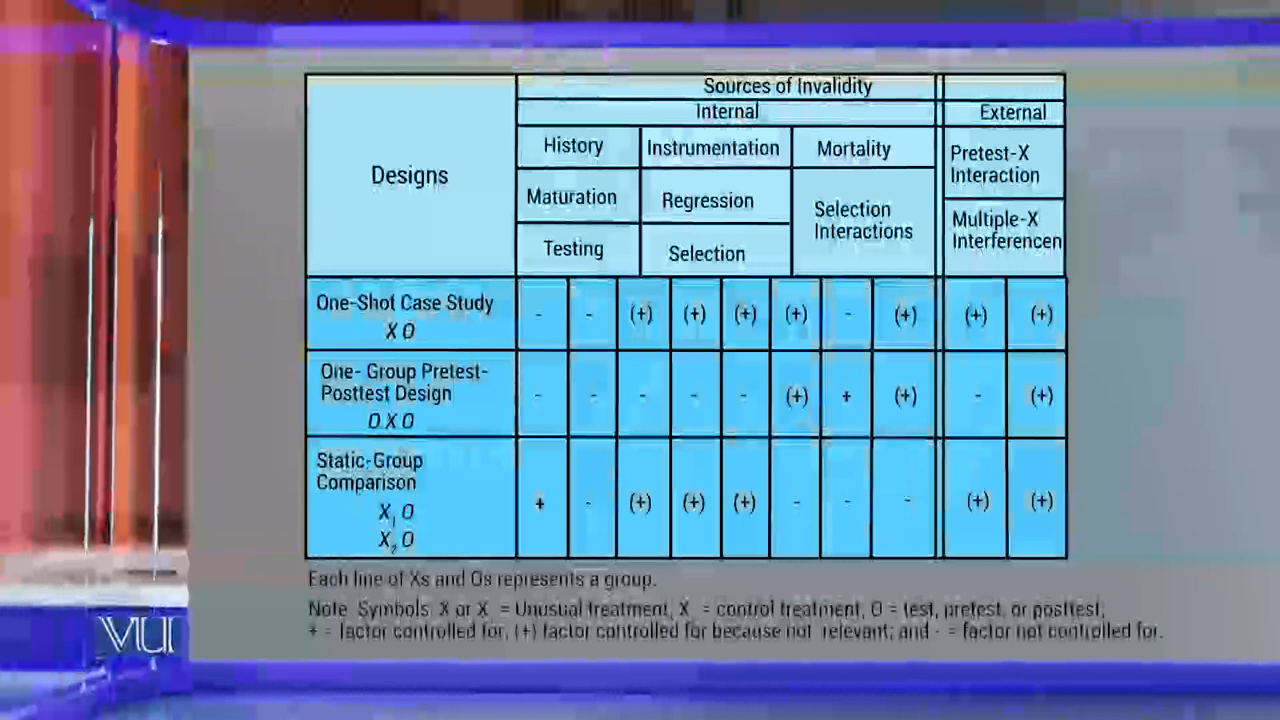 Sources of Invalidity
Internal External
Designs
History Instrumentation Mortality
Pretest-X
Interaction
Maturation Regression
Selection
Interactions
Multiple-X
Interferencen
Testing Selection
One-Shot Case Study
X O
- - (+) (+) (+) (+) - (+) (+) (+)
One- Group Pretest-
Posttest Design
O X O
- - - - - (+) + (+) - (+)
Static-Group
Comparison
X₁ O
X₂ O
+ - (+) (+) (+) - - - (+) (+)
Each line of Xs and Os represents a group.
Note Symbols X or X = Unusual treatment, X = control treatment, O = test, pretest, or posttest,
+ = factor controlled for, (+) factor controlled for because not relevant; and - = factor not controlled for.
VU